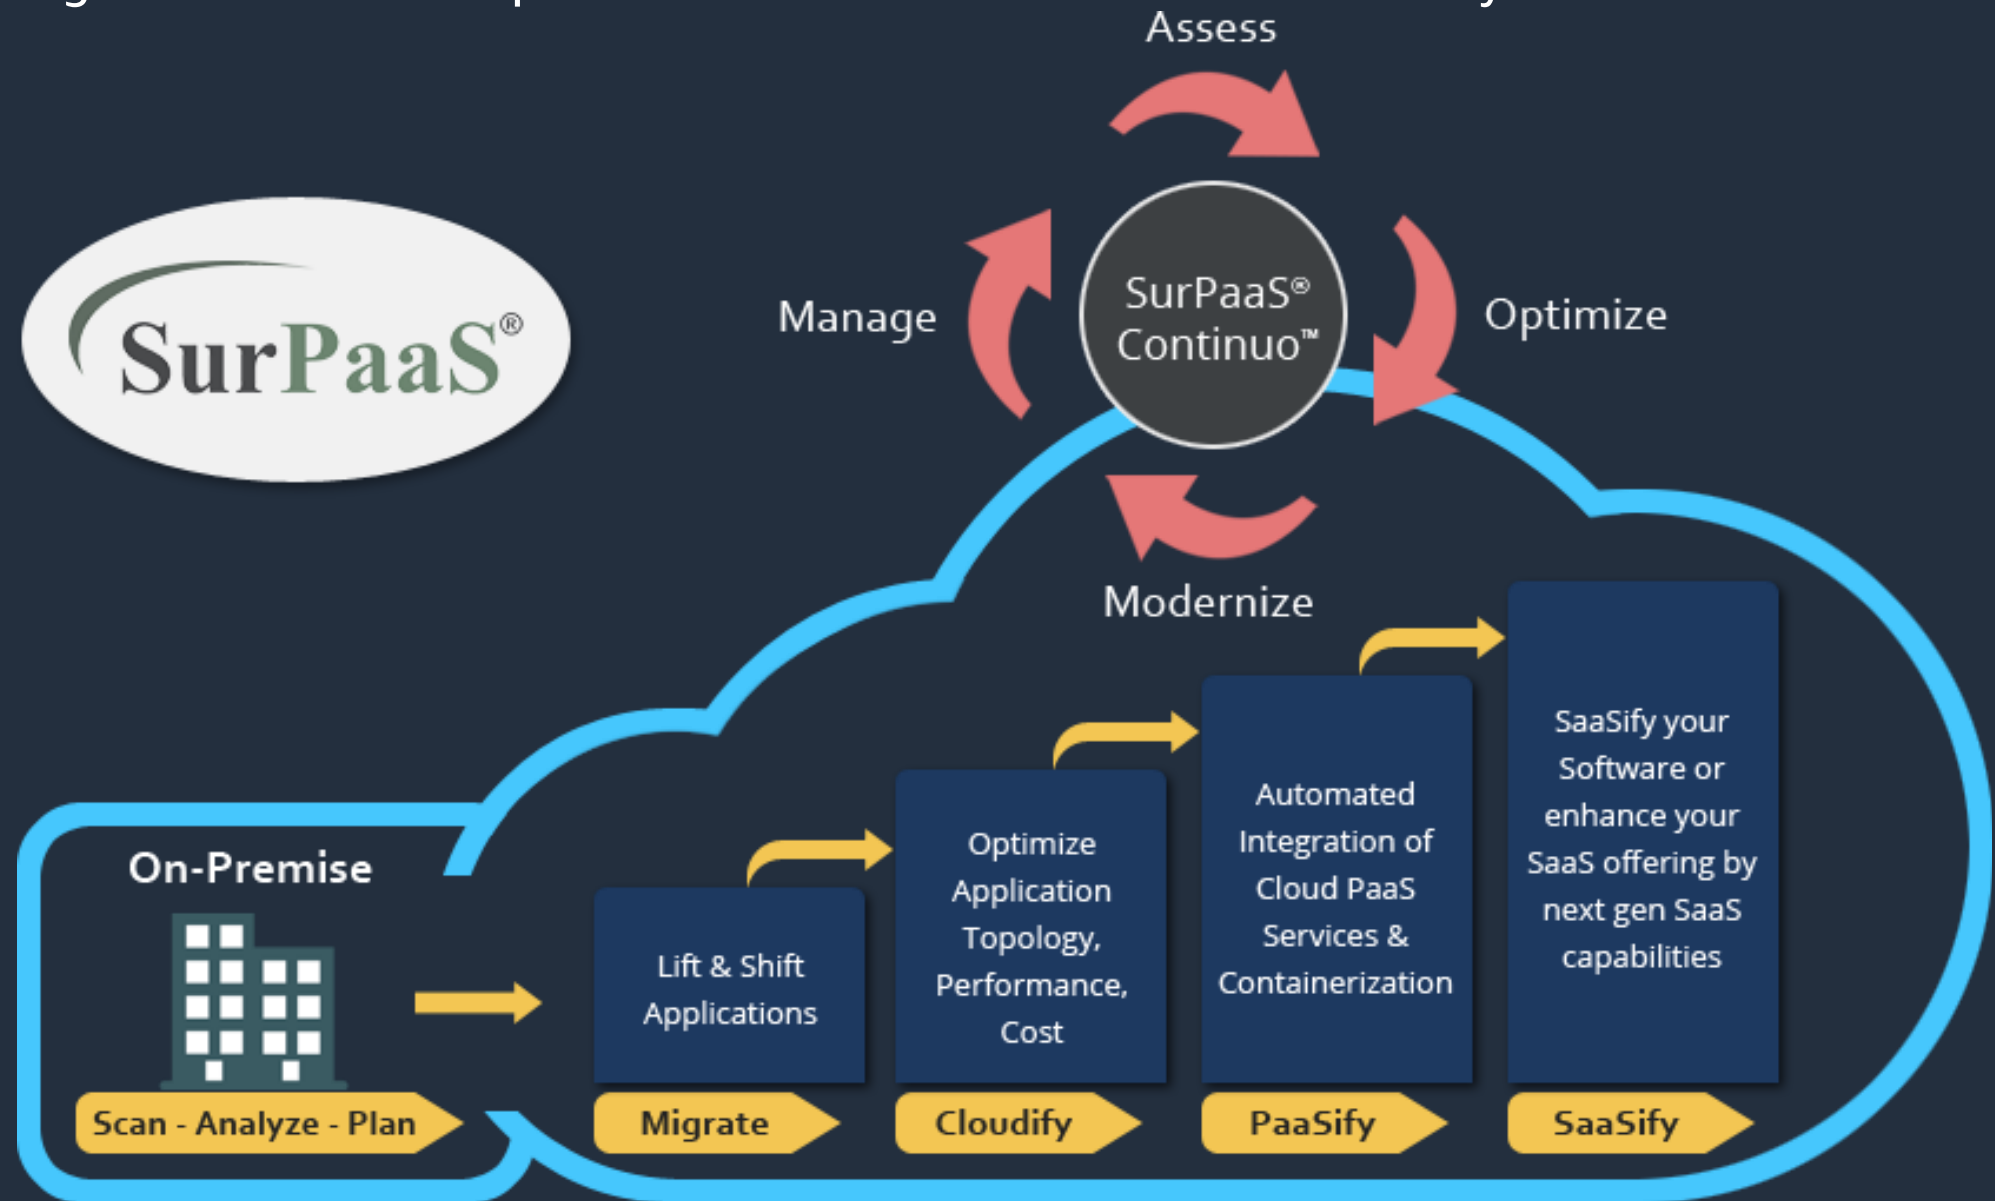 Assess
SurPaaS®
SurPaaS®
Continuo™
Manage
Optimize
Modernize
On-Premise
Lift & Shift
Applications
Optimize
Application
Topology,
Performance,
Cost
Automated
Integration of
Cloud PaaS
Services &
Containerization
SaaSify your
Software or
enhance your
SaaS offering by
next gen SaaS
capabilities
Scan - Analyze - Plan
Migrate
Cloudify
PaaSify
SaaSify